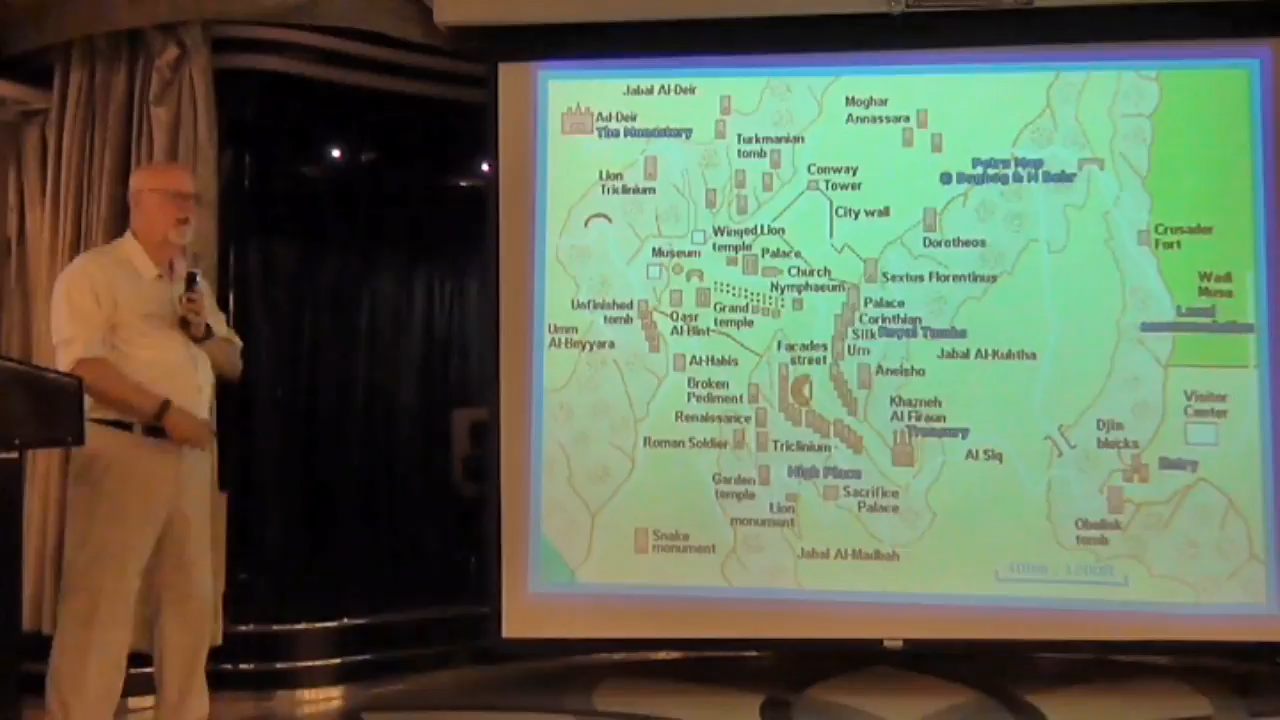 Jabal Al-Deir
Ad-Deir
The Monastery
Moghar
Annassara
Turkmanian
tomb
Lion
Triclinium
Conway
Tower
Petra Map
City wall
Dorotheos
Crusader
Fort
Winged Lion
temple
Museum
Palace
Church
Nymphaeum
Sextus Florentinus
Wadi
Musa
Unfinished
tomb
Qasr
Al-Bint
Grand
temple
Palace
Corinthian
Silk
Royal Tombs
Urn
Local
Umm
Al-Beyyara
Al-Habis
Facades
street
Jabal Al-Kubtha
Aneisho
Broken
Pediment
Khazneh
Al Firaun
Treasury
Visitor
Center
Renaissance
Roman Soldier
Triclinium
Al Siq
Djin
blocks
Entry
High Place
Garden
temple
Sacrifice
Palace
Lion
monument
Obelisk
tomb
Snake
monument
Jabal Al-Madbah